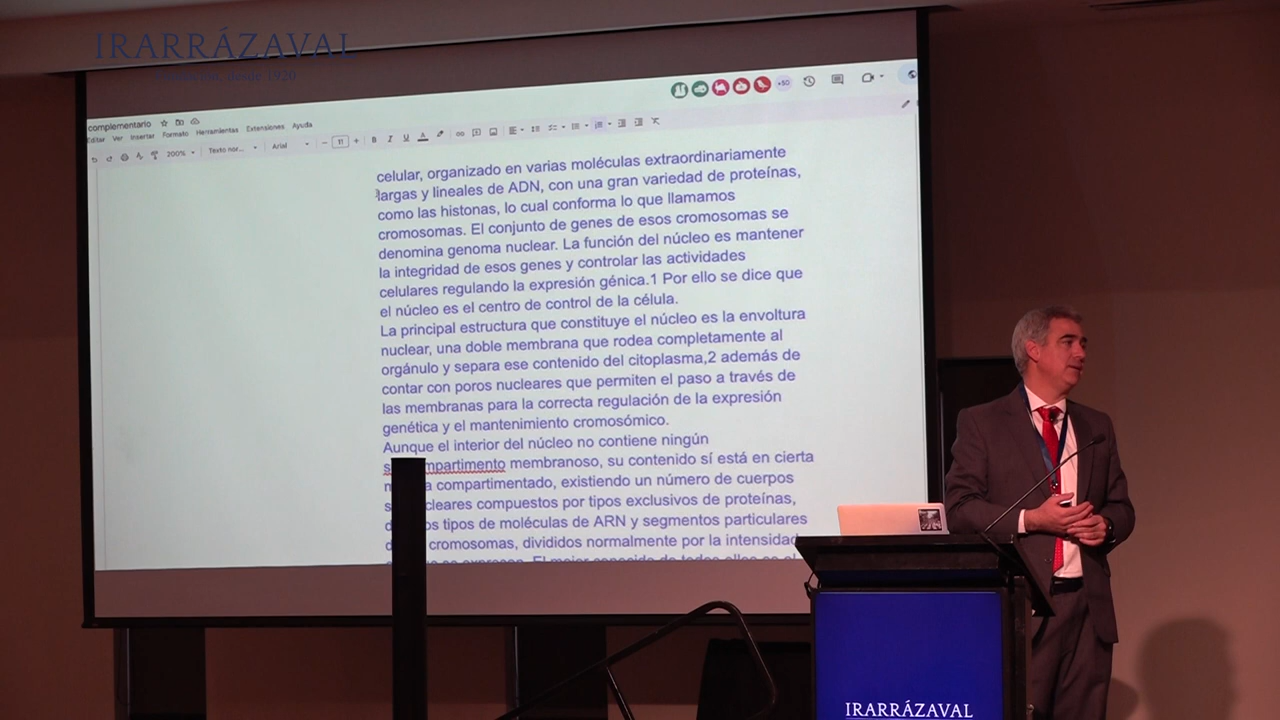 IRARRÁZAVAL
Fundación, desde 1920
complementario
+50
Editar Ver Insertar Formato Herramientas Extensiones Ayuda
200% Texto nor... Arial 11
celular, organizado en varias moléculas extraordinariamente
largas y lineales de ADN, con una gran variedad de proteínas,
como las histonas, lo cual conforma lo que llamamos
cromosomas. El conjunto de genes de esos cromosomas se
denomina genoma nuclear. La función del núcleo es mantener
la integridad de esos genes y controlar las actividades
celulares regulando la expresión génica.1 Por ello se dice que
el núcleo es el centro de control de la célula.
La principal estructura que constituye el núcleo es la envoltura
nuclear, una doble membrana que rodea completamente al
orgánulo y separa ese contenido del citoplasma,2 además de
contar con poros nucleares que permiten el paso a través de
las membranas para la correcta regulación de la expresión
genética y el mantenimiento cromosómico.
Aunque el interior del núcleo no contiene ningún
membranoso, su contenido sí está en cierta
compartimentado, existiendo un número de cuerpos
compuestos por tipos exclusivos de proteínas,
tipos de moléculas de ARN y segmentos particulares
cromosomas, divididos normalmente por la intensidad
IRARRÁZAVAL